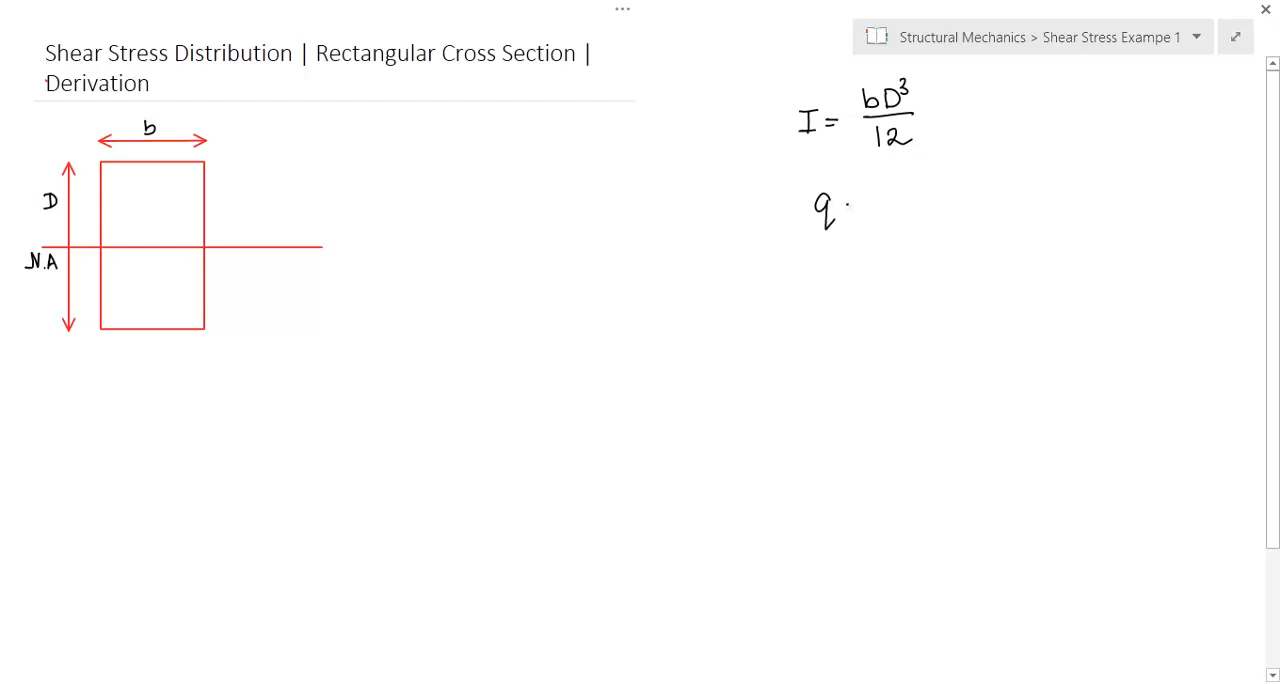 Shear Stress Distribution | Rectangular Cross Section |
Derivation
Structural Mechanics > Shear Stress Exampe 1
b
D
N.A
I = bD³/12
q